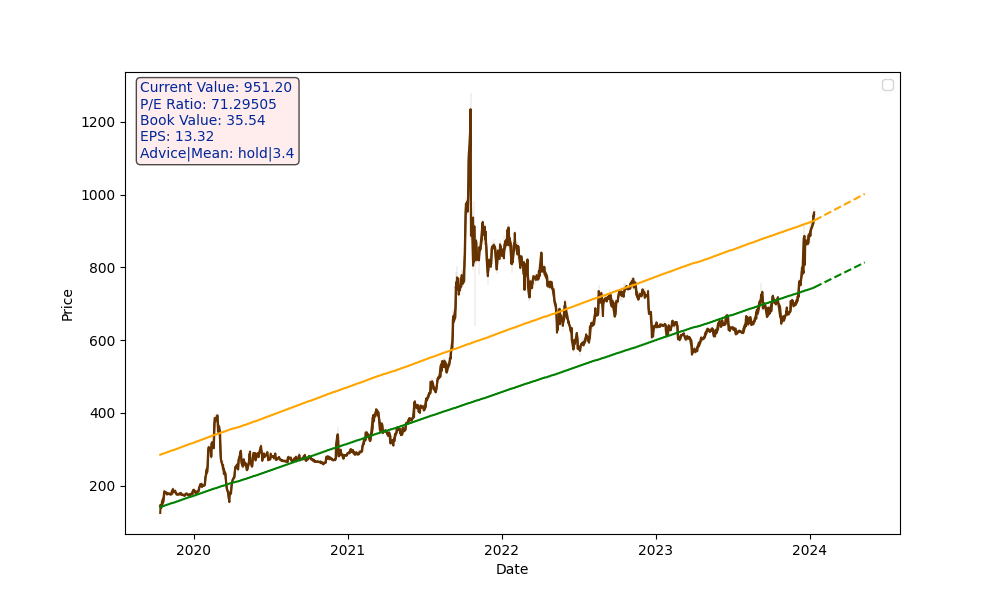 Current Value: 951.20
P/E Ratio: 71.29505
Book Value: 35.54
EPS: 13.32
Advice|Mean: hold|3.4
1200
1000
800
600
400
200
Price
2020 2021 2022 2023 2024
Date